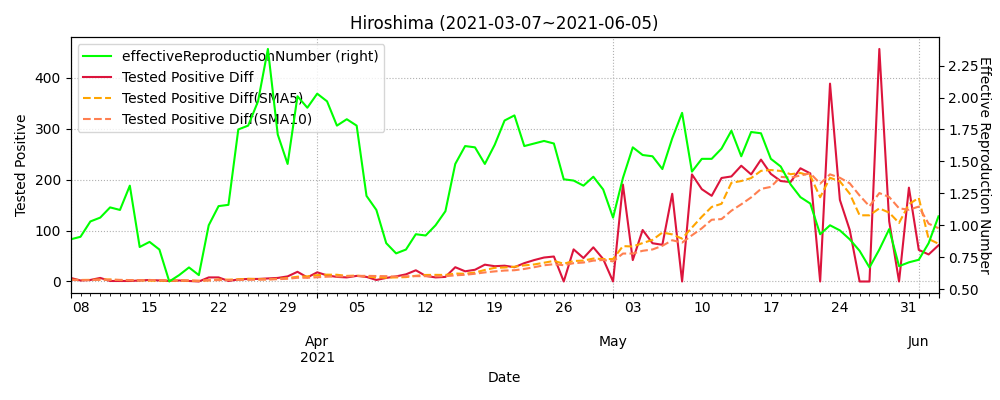 Hiroshima (2021-03-07~2021-06-05)
effectiveReproductionNumber (right)
Tested Positive Diff
Tested Positive Diff(SMA5)
Tested Positive Diff(SMA10)
Tested Positive
400
300
200
100
0
2.25
2.00
1.75
1.50
1.25
1.00
0.75
0.50
Effective Reproduction Number
08 15 22 29 05 12 19 26 03 10 17 24 31
Apr May Jun
2021
Date